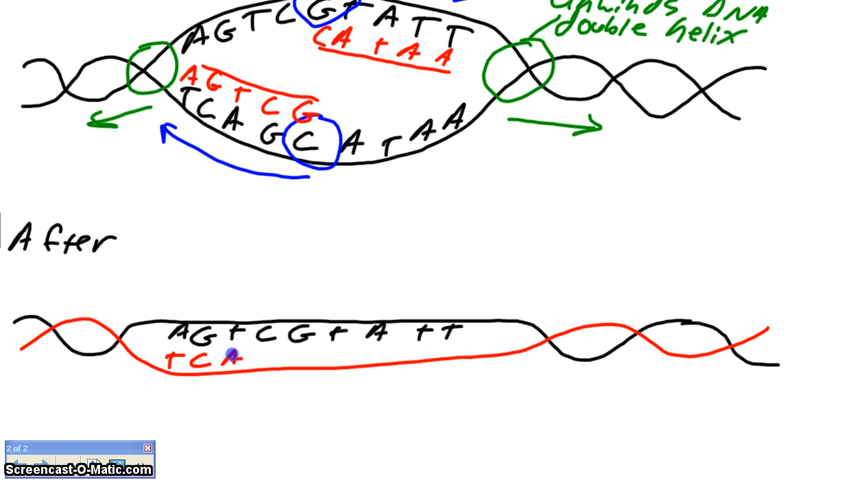 Unwinds DNA
double helix
AGTCGTATT
CATAA
AGTCG
TCAGCATAA
After
AGTCGTATT
TCA
2 of 2
Screencast-O-Matic.com